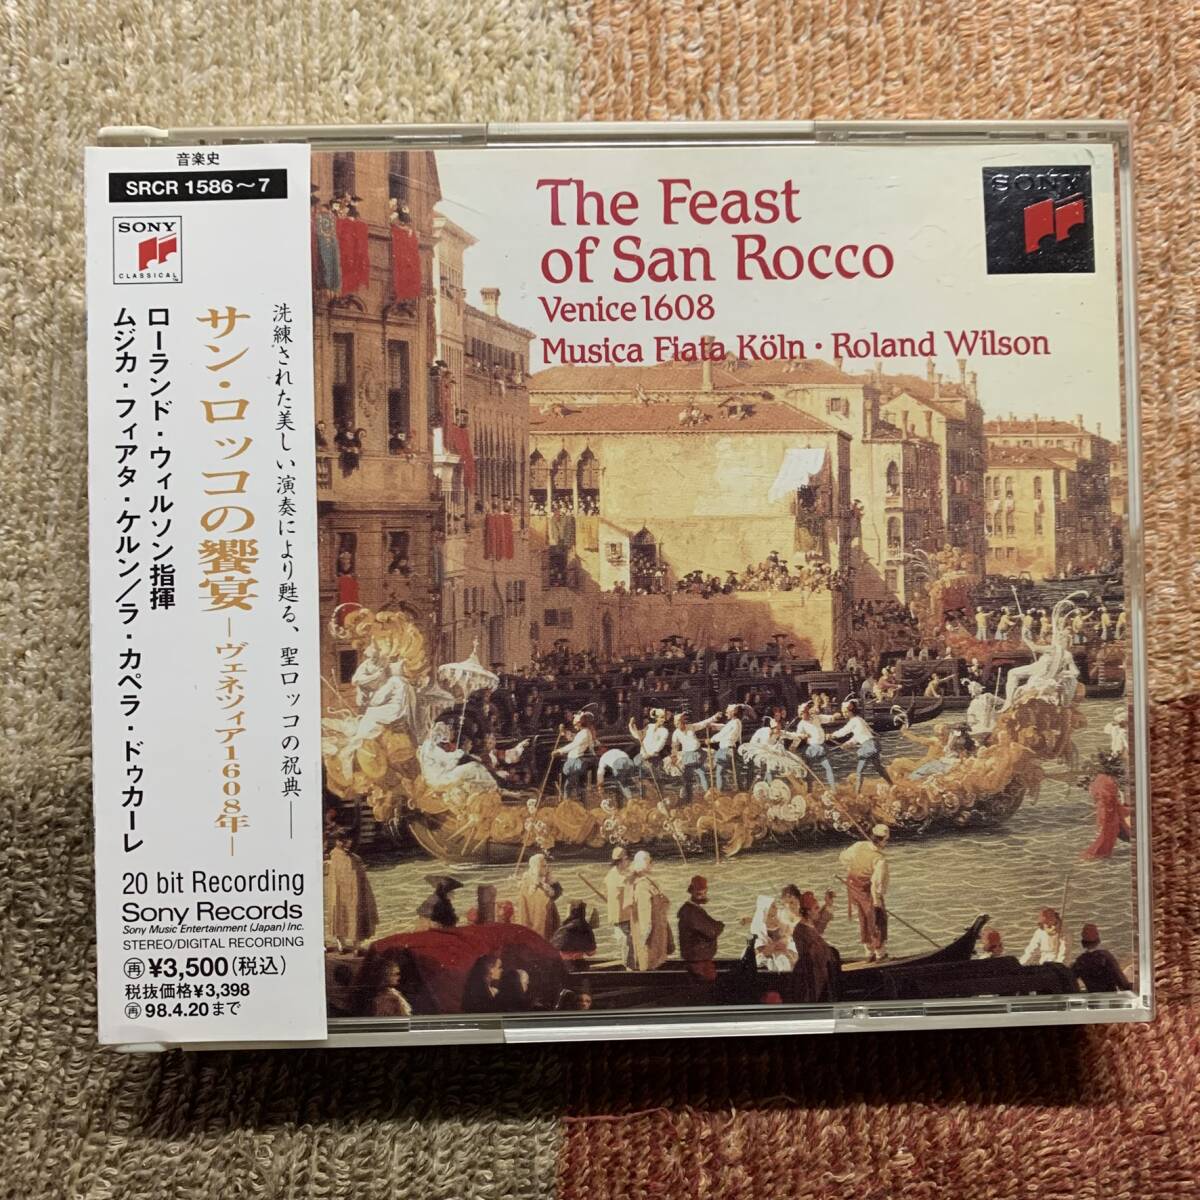 音楽史
SRCR 1586〜7
SONY
CLASSICAL
TM
洗練された美しい演奏により甦る、聖ロッコの祝典――
サン・ロッコの饗宴―ヴェネツィア1608年―
ローランド・ウィルソン指揮
ムジカ・フィアタ・ケルン/ラ・カペラ・ドゥカーレ
20 bit Recording
Sony Records
Sony Music Entertainment (Japan) Inc.
STEREO/DIGITAL RECORDING
再¥3,500(税込)
税抜価格¥3,398
再98.4.20まで
The Feast
of San Rocco
Venice 1608
Musica Fiata Köln · Roland Wilson
SONY